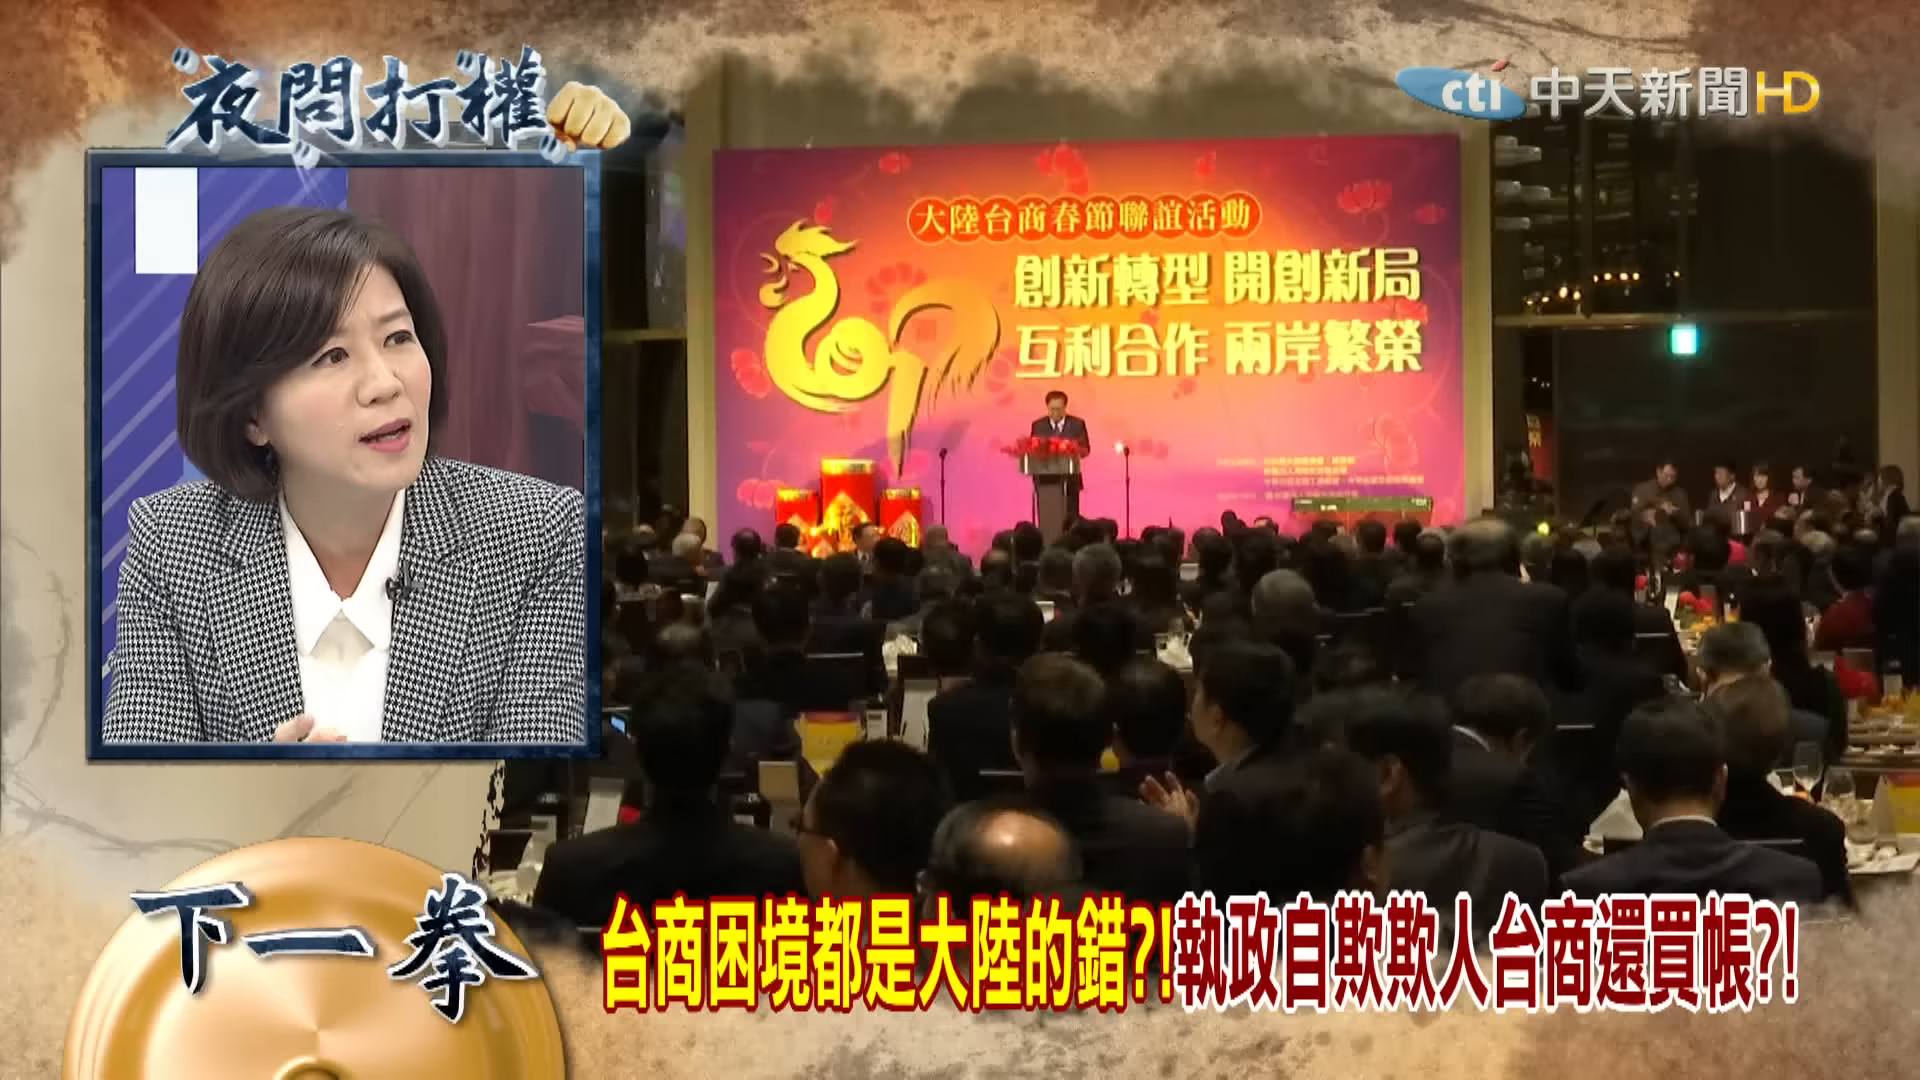 "夜問打"權"
cti 中天新聞HD
大陸台商春節聯誼活動
創新轉型 開創新局
互利合作 兩岸繁榮
下一拳
台商困境都是大陸的錯?!執政自欺欺人台商還買帳?!